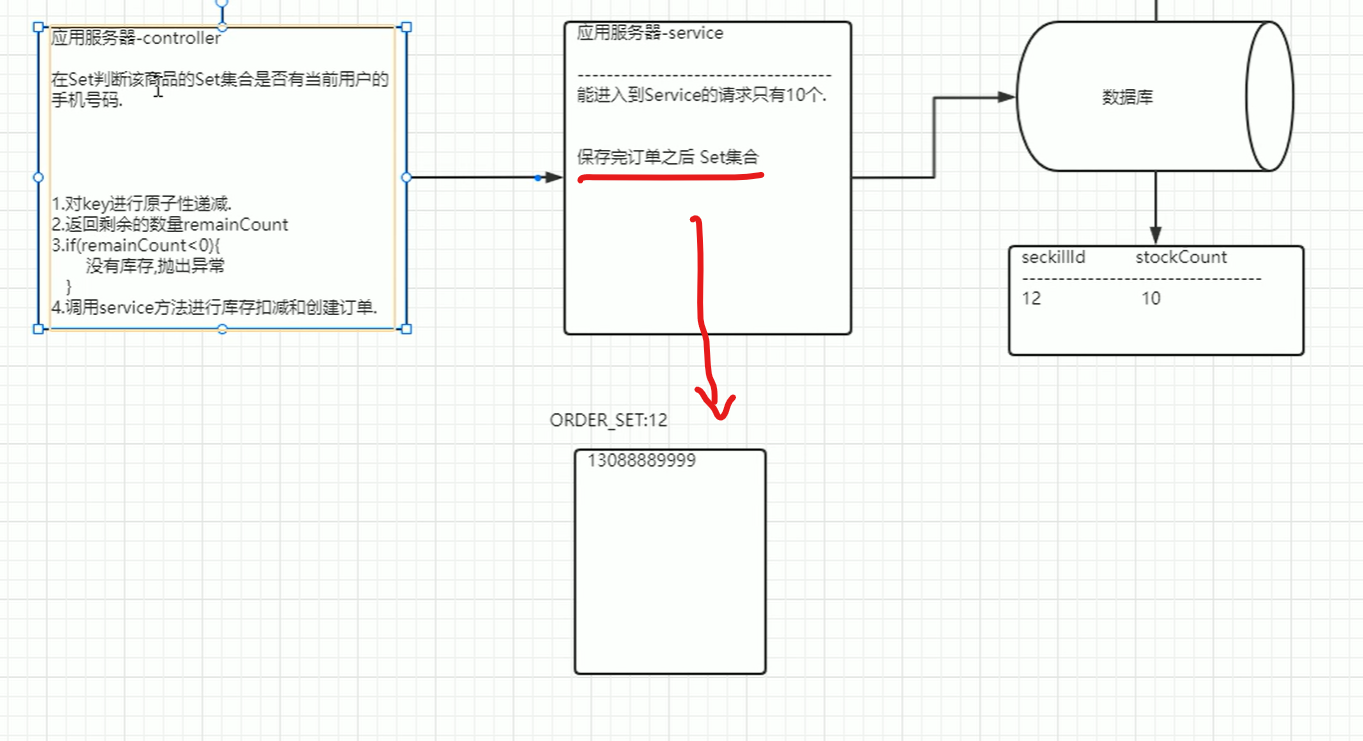 应用服务器-controller
在Set判断该商品的Set集合是否有当前用户的
手机号码.
1.对key进行原子性递减.
2.返回剩余的数量remainCount
3.if(remainCount<0){
没有库存,抛出异常
}
4.调用service方法进行库存扣减和创建订单.
应用服务器-service
--------------------------------
能进入到Service的请求只有10个.
保存完订单之后 Set集合
数据库
seckillId stockCount
------------------------------
12 10
ORDER_SET:12
13088889999